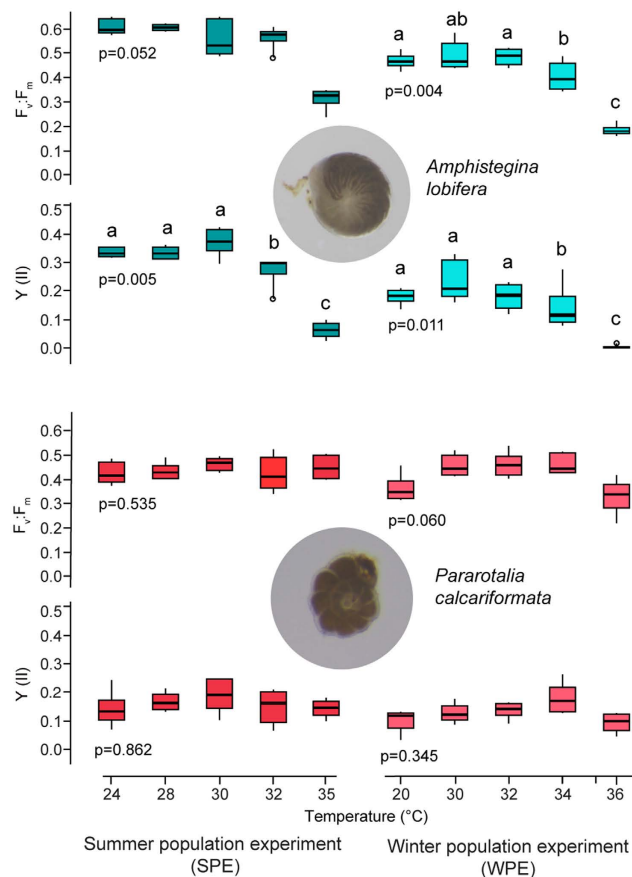 0.6
0.5
0.4
0.3
0.2
0.1
0.0
Fv:Fm
p=0.052
a
ab
a
b
c
p=0.004
Amphistegina
lobifera
0.5
0.4
0.3
0.2
0.1
0.0
Y (II)
a
a
a
b
c
p=0.005
a
a
a
b
c
p=0.011
0.6
0.5
0.4
0.3
0.2
0.1
0.0
Fv:Fm
p=0.535
p=0.060
Pararotalia
calcariformata
0.5
0.4
0.3
0.2
0.1
0.0
Y (II)
p=0.862
p=0.345
24 28 30 32 35 20 30 32 34 36
Temperature (°C)
Summer population experiment
(SPE)
Winter population experiment
(WPE)